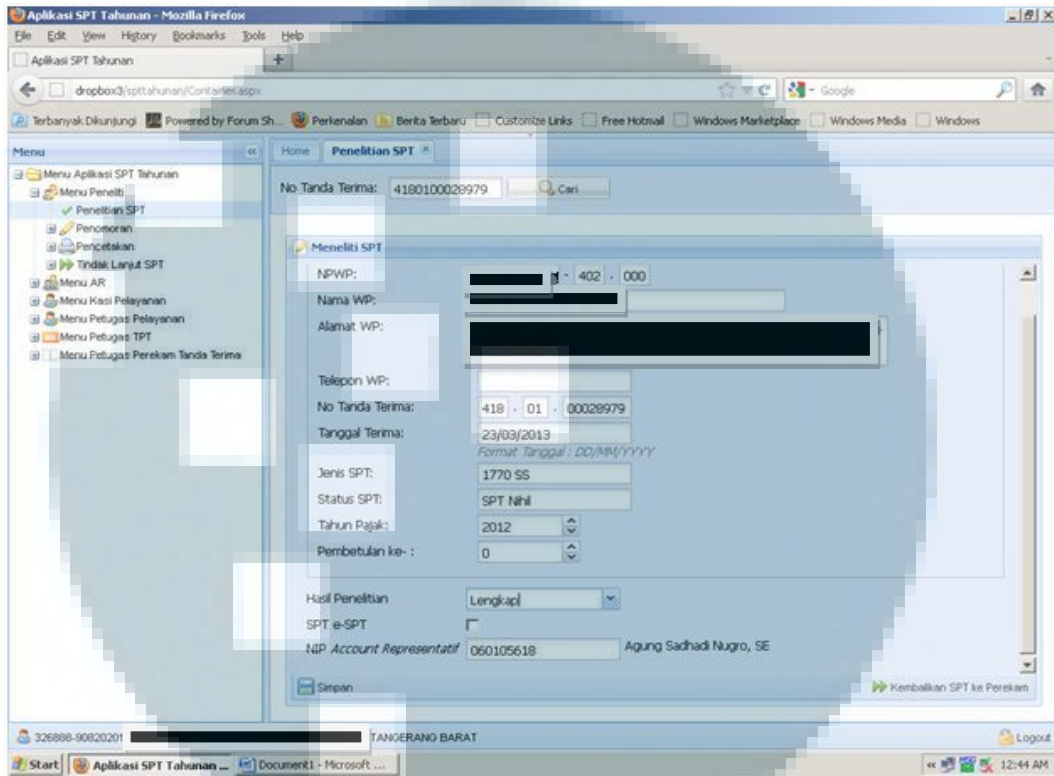 Aplikasi SPT Tahunan - Mozilla Firefox
File Edit View History Bookmarks Tools Help
Aplikasi SPT Tahunan +
dropbox3/spttahunan/Container.aspx Google
Terbanyak Dikunjungi Powered by Forum Sh... Perkenalan Berita Terbaru Customize Links Free Hotmail Windows Marketplace Windows Media Windows
Menu
Menu Aplikasi SPT Tahunan
Menu Peneliti
Penelitian SPT
Penomoran
Pencetakan
Tindak Lanjut SPT
Menu AR
Menu Kasi Pelayanan
Menu Petugas Pelayanan
Menu Petugas TPT
Menu Petugas Perekam Tanda Terima
Home Penelitian SPT
No Tanda Terima: 4180100028979 Cari
Meneliti SPT
NPWP: - 402 . 000
Nama WP:
Alamat WP:
Telepon WP:
No Tanda Terima: 418 . 01 - 00028979
Tanggal Terima: 23/03/2013
Format Tanggal : DD/MM/YYYY
Jenis SPT: 1770 SS
Status SPT: SPT Nihil
Tahun Pajak: 2012
Pembetulan ke- : 0
Hasil Penelitian Lengkap
SPT e-SPT
NIP Account Representatif 060105618 Agung Sadhadi Nugro, SE
Simpan Kembalikan SPT ke Perekam
326888-90820201 TANGERANG BARAT Logout
Start Aplikasi SPT Tahunan ... Document1 - Microsoft ... 12:44 AM